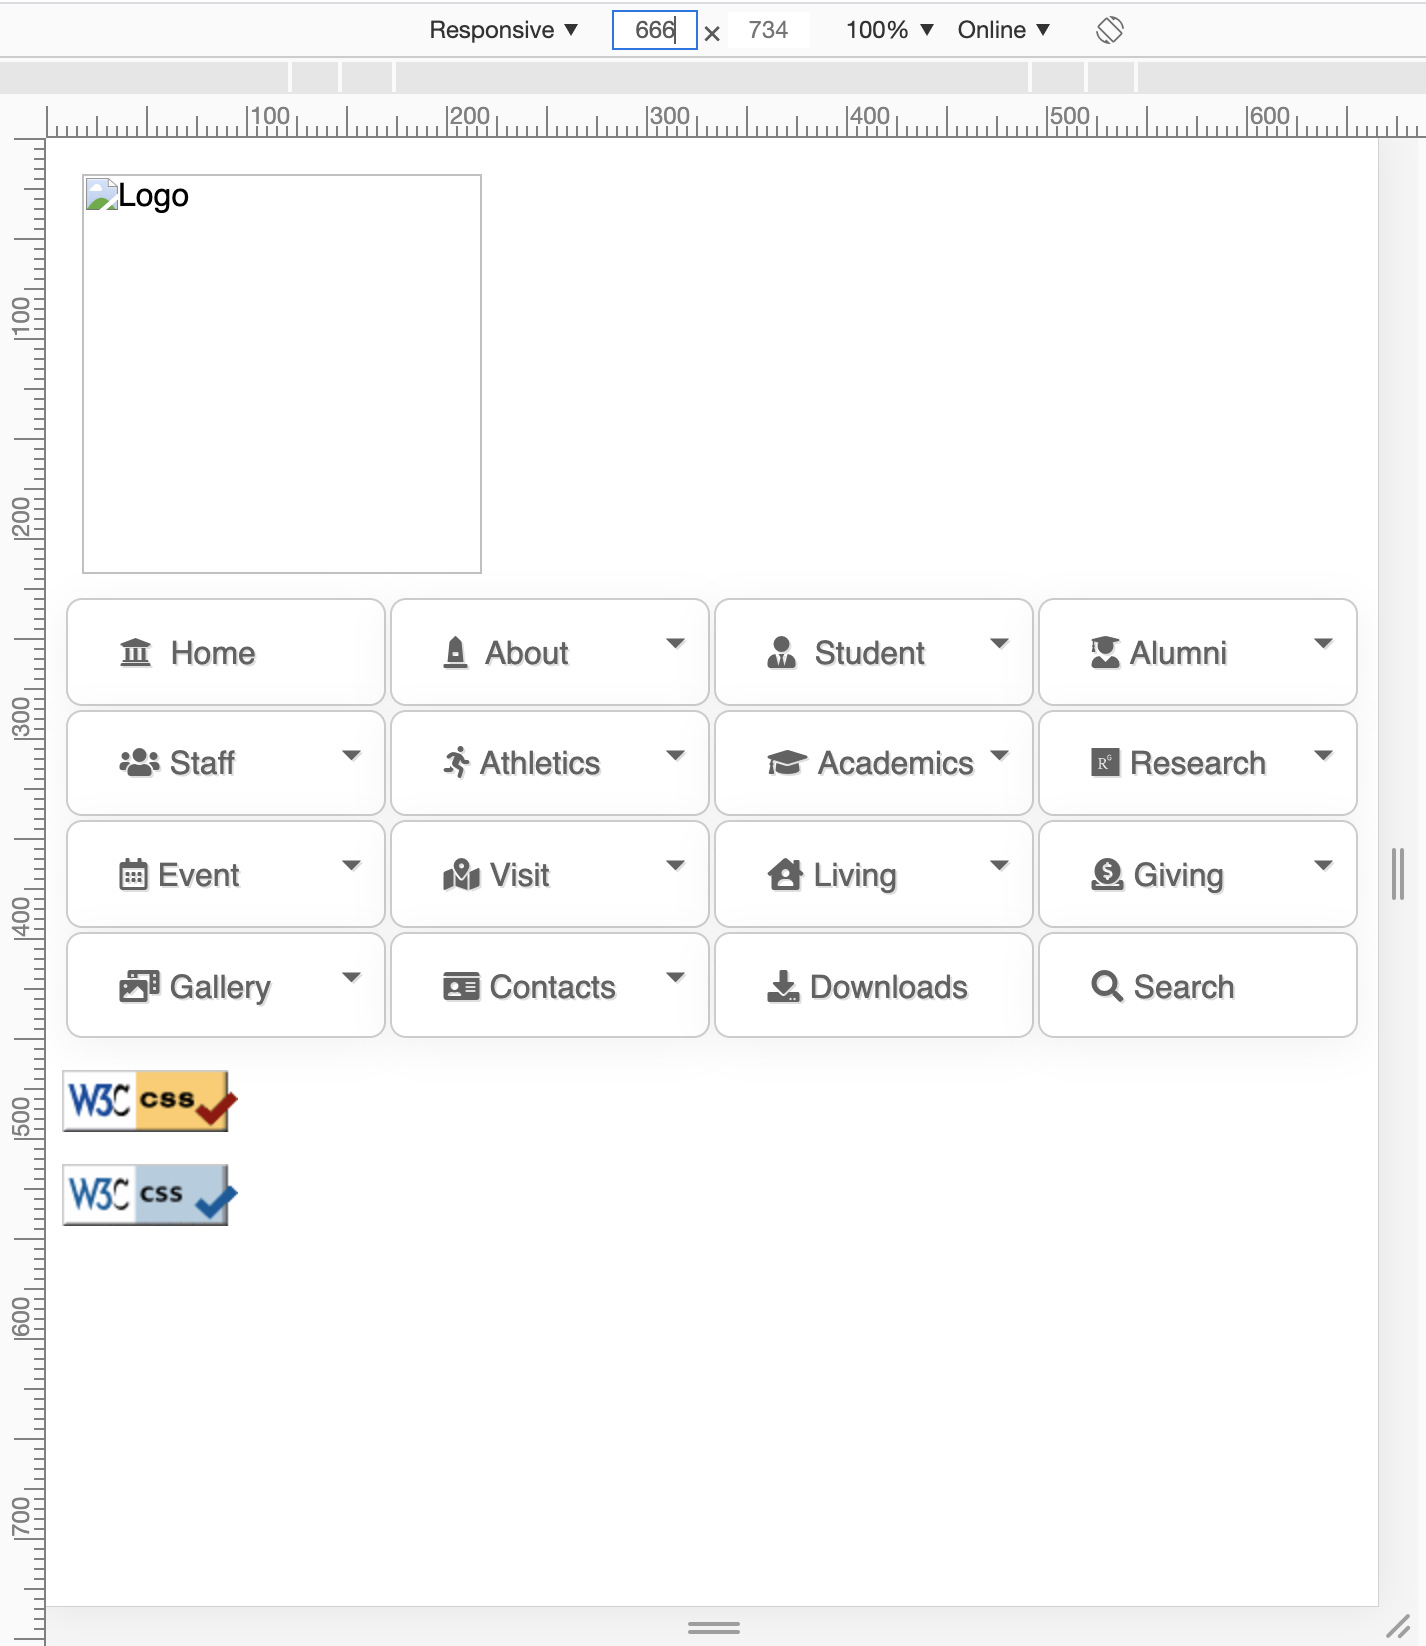 Responsive ▼ 666 × 734 100% ▼ Online ▼
100 200 300 400 500 600
Logo
100
200
Home About Student Alumni
300
Staff Athletics Academics Research
Event Visit Living Giving
400
Gallery Contacts Downloads Search
W3C css
500
W3C css
600
700